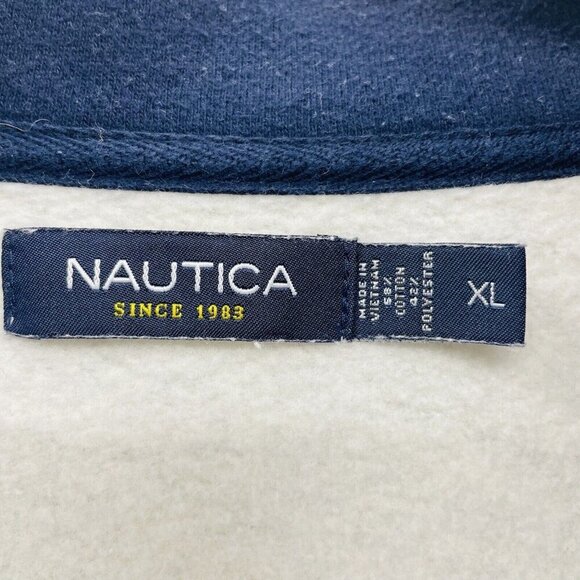 NAUTICA
SINCE 1983
MADE IN
VIETNAM
58%
COTTON
42%
POLYESTER
XL